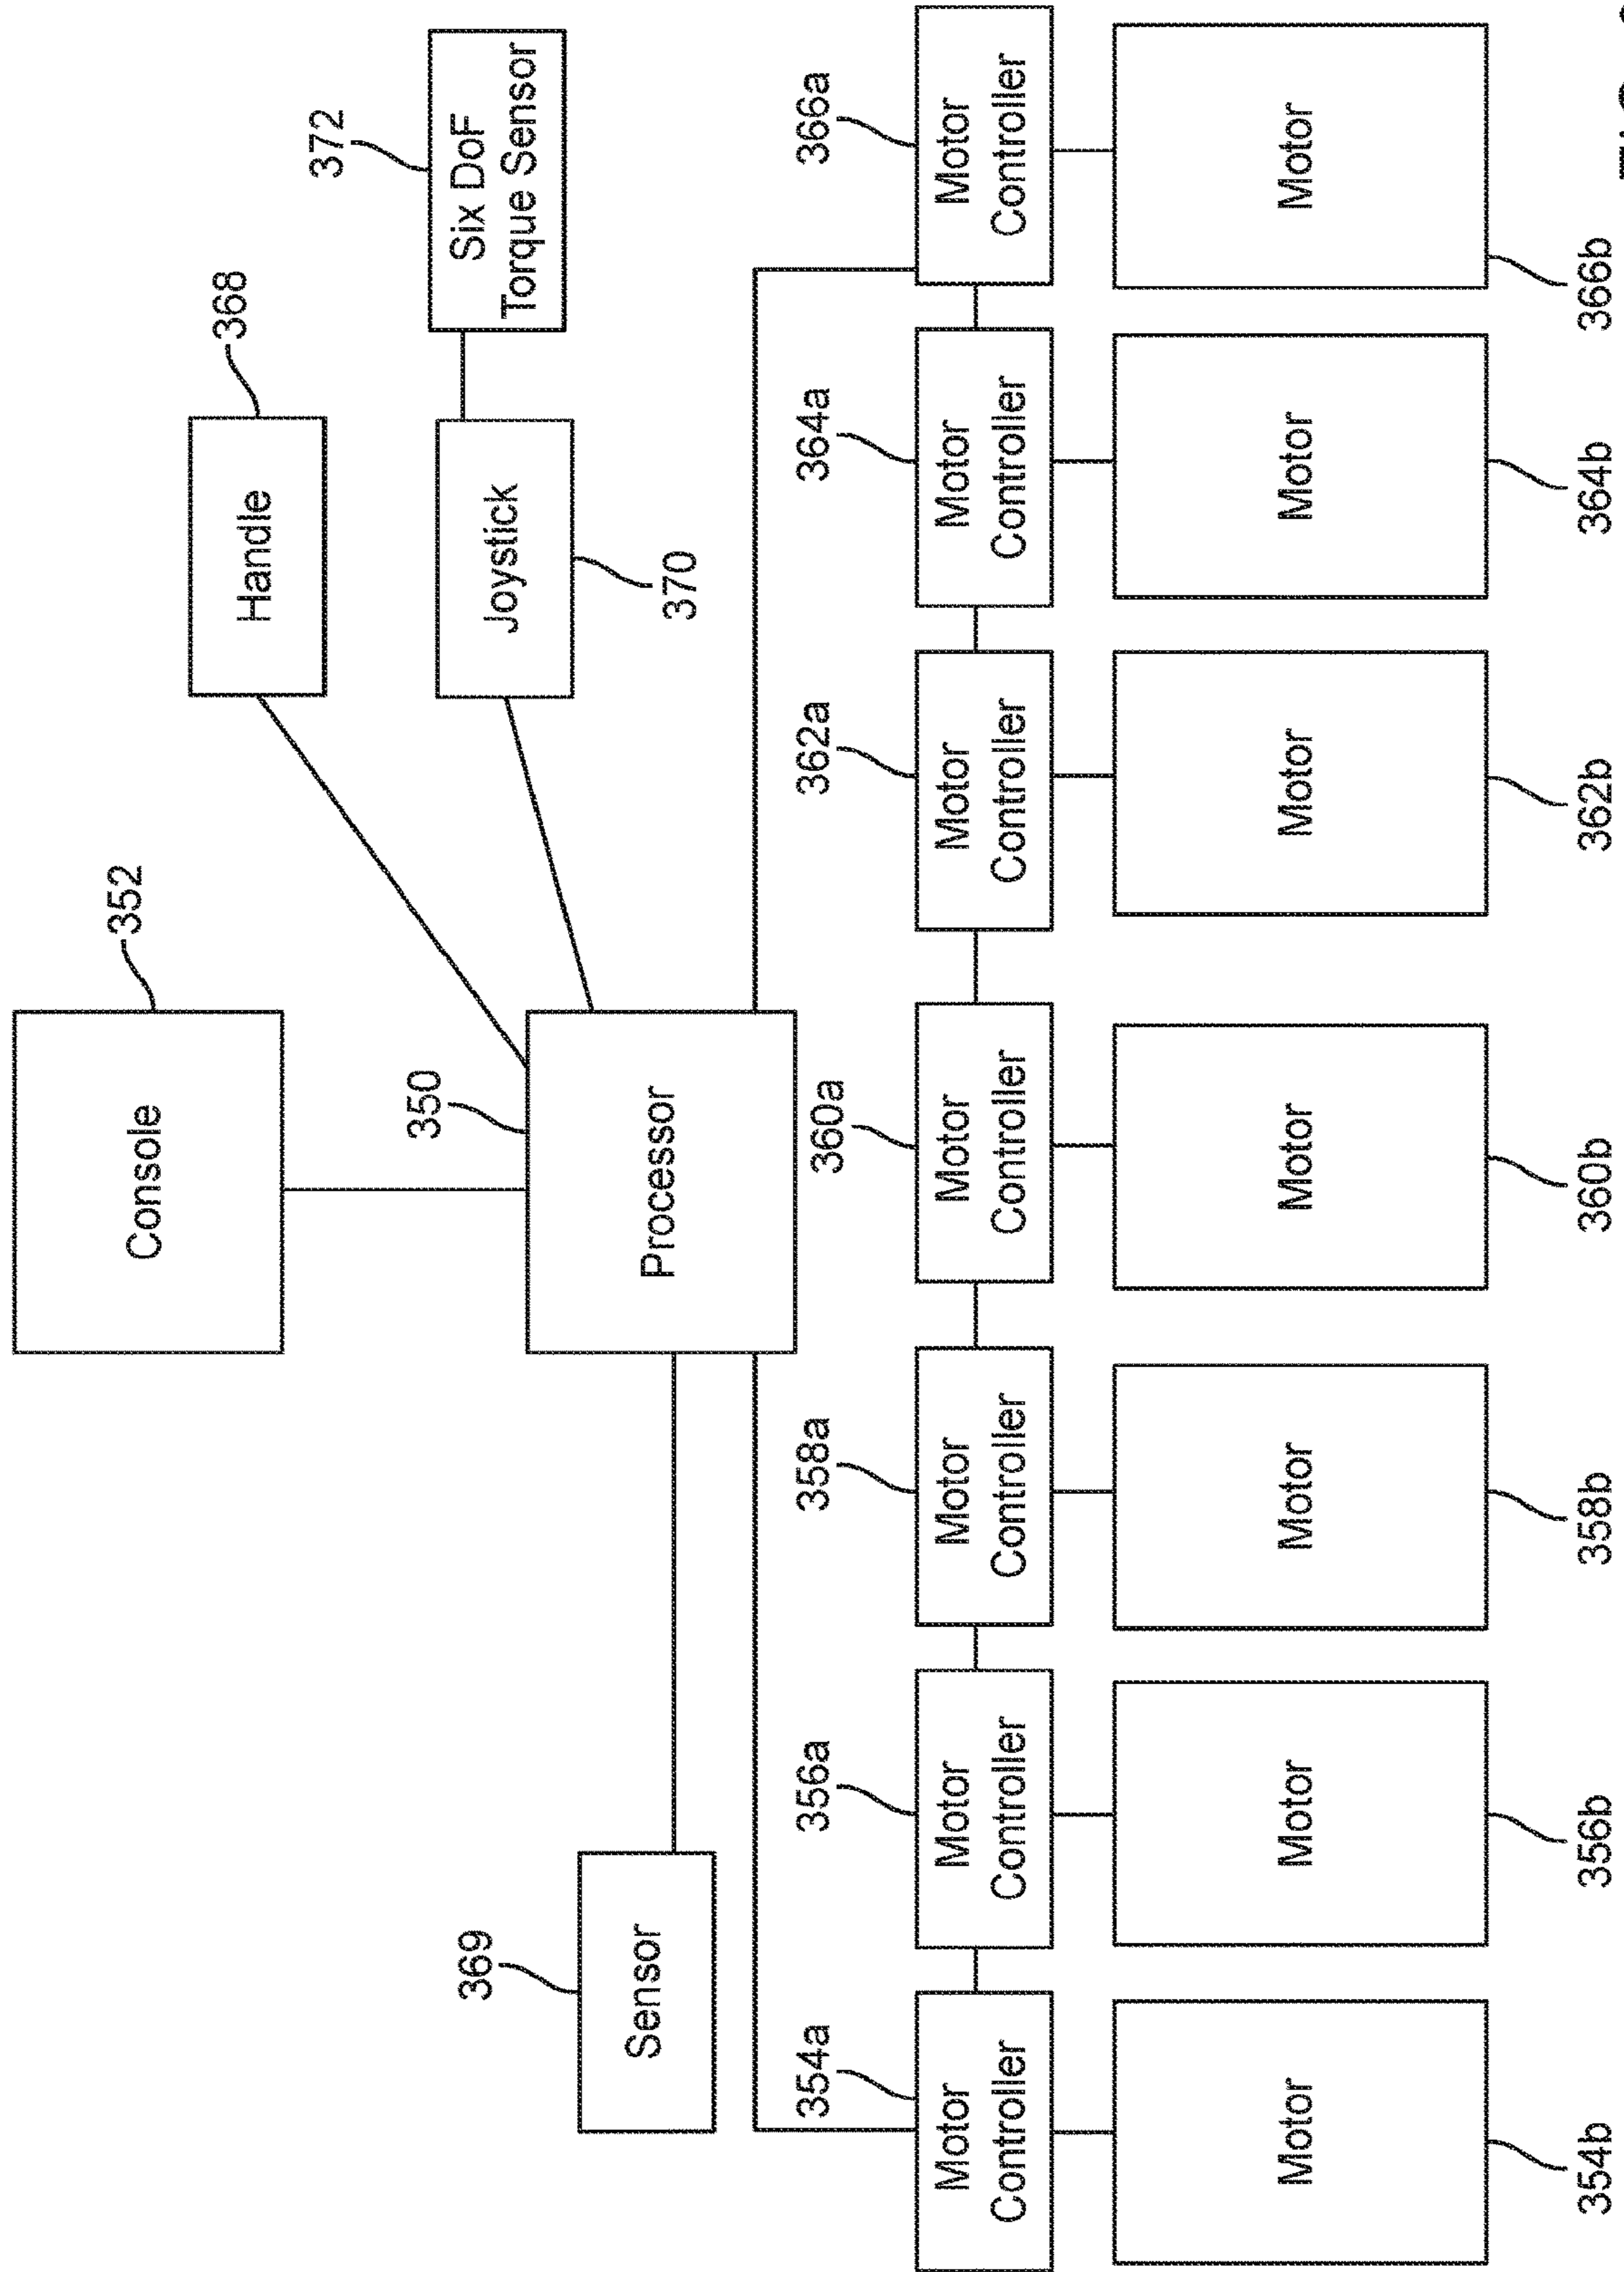 Console
352
Handle
368
372
Six DoF
Torque Sensor
350
Processor
Joystick
370
369
Sensor
354a
356a
358a
360a
362a
364a
366a
Motor
Controller
Motor
Controller
Motor
Controller
Motor
Controller
Motor
Controller
Motor
Controller
Motor
Controller
Motor
Motor
Motor
Motor
Motor
Motor
Motor
354b
356b
358b
360b
362b
364b
366b